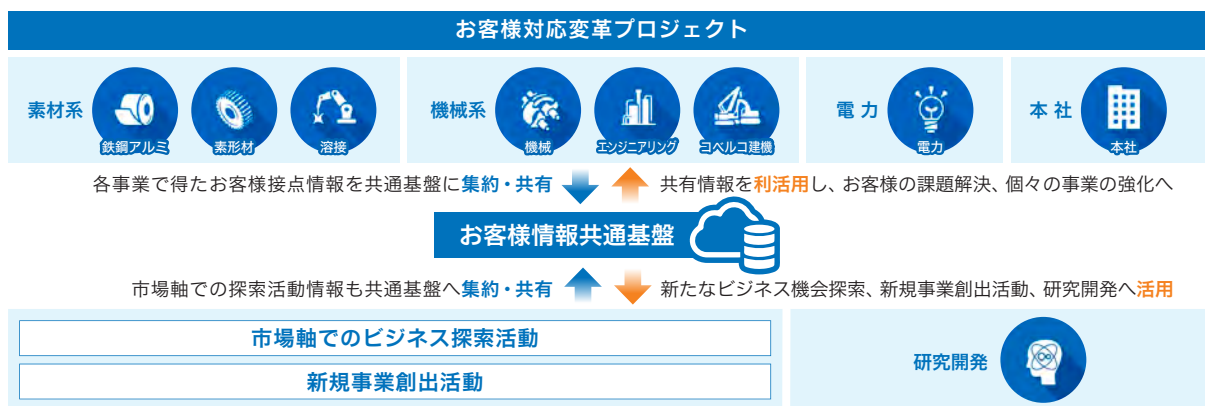 お客様対応変革プロジェクト
素材系
鉄鋼アルミ
素形材
溶接
機械系
機械
エンジニアリング
コベルコ建機
電力
電力
本社
本社
各事業で得たお客様接点情報を共通基盤に集約・共有
共有情報を利活用し、お客様の課題解決、個々の事業の強化へ
お客様情報共通基盤
市場軸での探索活動情報も共通基盤へ集約・共有
新たなビジネス機会探索、新規事業創出活動、研究開発へ活用
市場軸でのビジネス探索活動
新規事業創出活動
研究開発